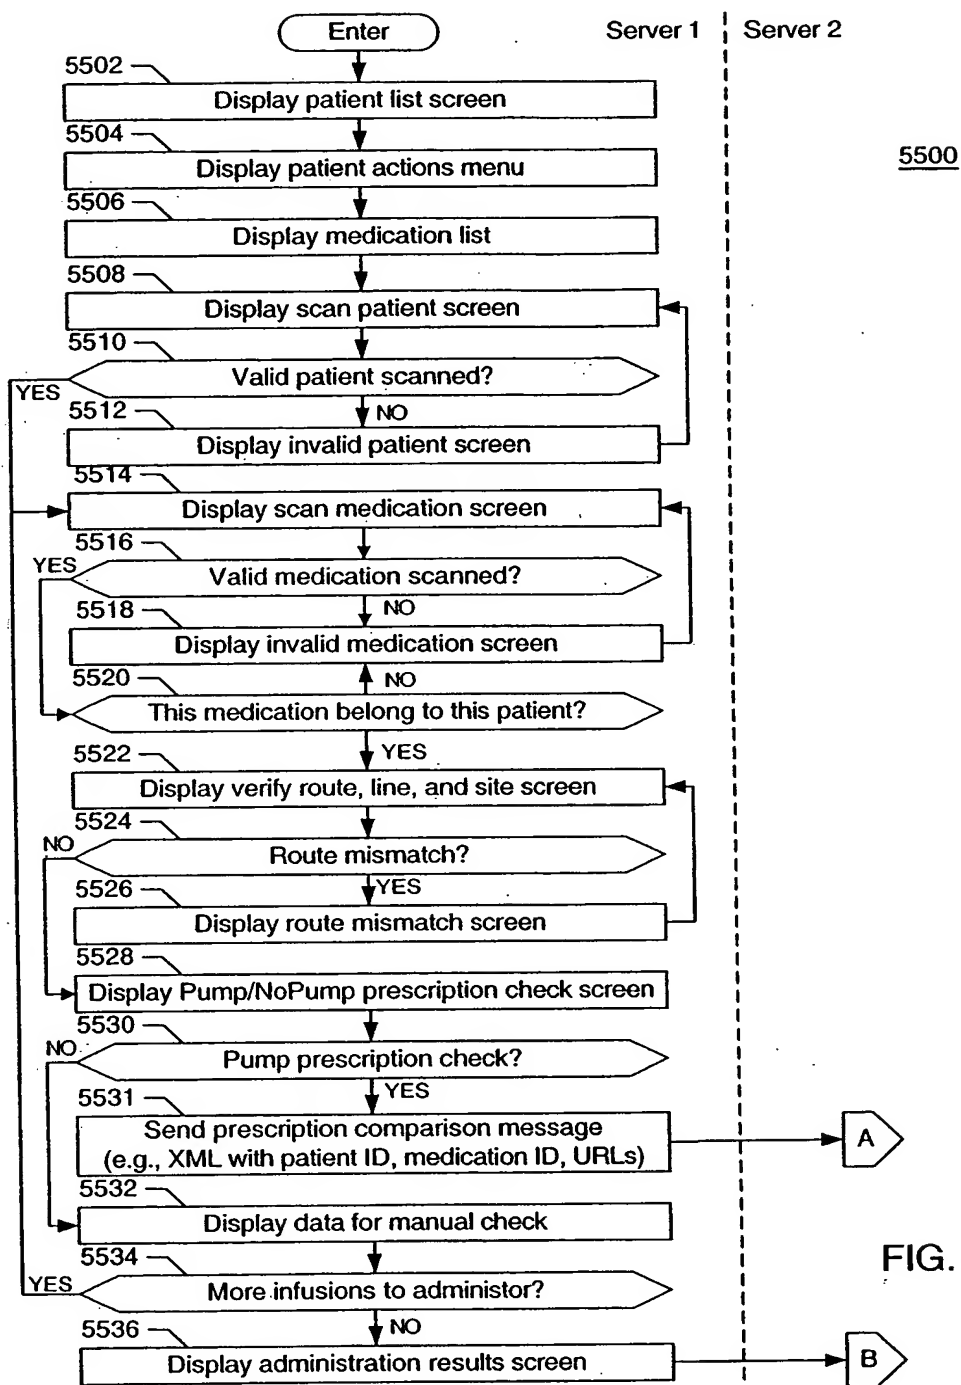 Enter
Server 1
Server 2
5502
Display patient list screen
5504
5500
Display patient actions menu
5506
Display medication list
5508
Display scan patient screen
5510
YES
Valid patient scanned?
NO
5512
Display invalid patient screen
5514
Display scan medication screen
5516
YES
Valid medication scanned?
NO
5518
Display invalid medication screen
5520
NO
This medication belong to this patient?
YES
5522
Display verify route, line, and site screen
5524
NO
Route mismatch?
YES
5526
Display route mismatch screen
5528
Display Pump/NoPump prescription check screen
5530
NO
Pump prescription check?
YES
5531
Send prescription comparison message
(e.g., XML with patient ID, medication ID, URLs)
A
5532
Display data for manual check
5534
FIG.
YES
More infusions to administor?
NO
5536
Display administration results screen
B